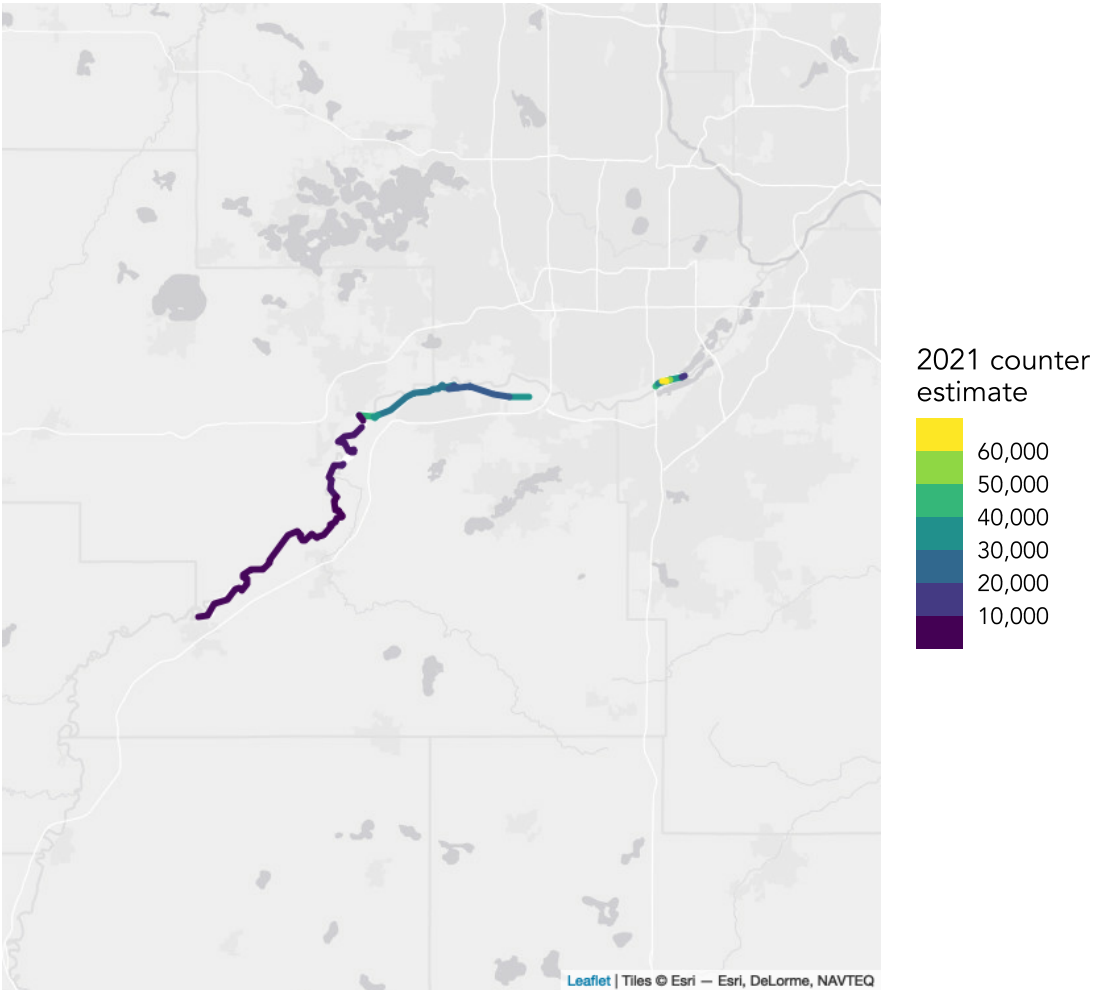 2021 counter
estimate
60,000
50,000
40,000
30,000
20,000
10,000
Leaflet | Tiles © Esri — Esri, DeLorme, NAVTEQ